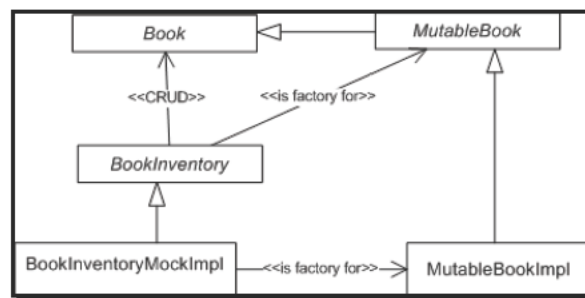 Book
MutableBook
<<CRUD>>
<<is factory for>>
BookInventory
BookInventoryMockImpl
<<is factory for>>
MutableBookImpl